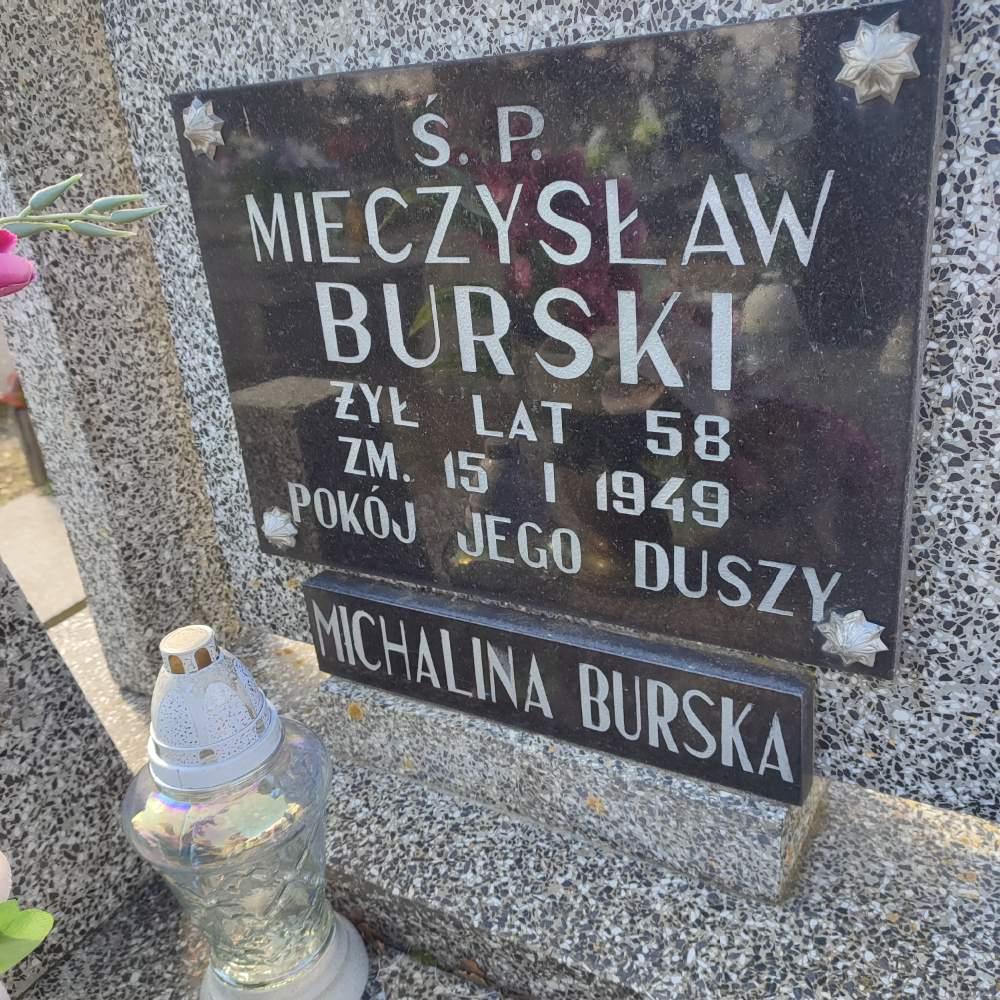 Ś. P.
MIECZYSŁAW
BURSKI
ŻYŁ LAT 58
ZM. 15 I 1949
POKÓJ JEGO DUSZY
MICHALINA BURSKA